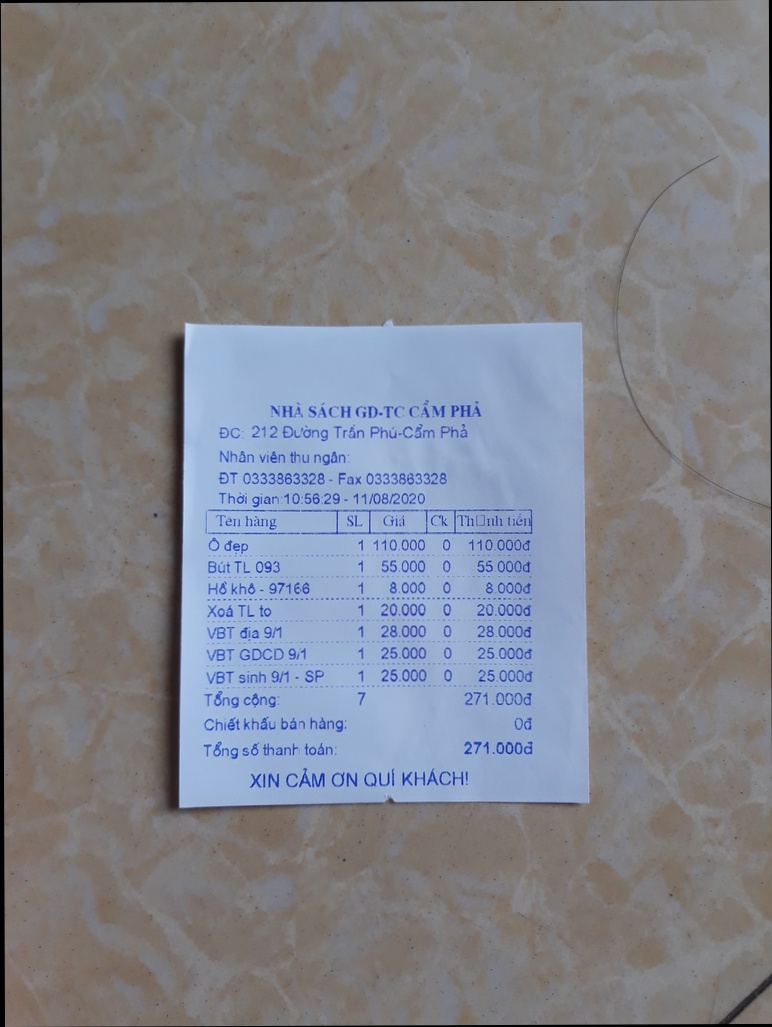 NHÀ SÁCH GD-TC CẨM PHẢ
ĐC: 212 Đường Trần Phú-Cẩm Phả
Nhân viên thu ngân:
ĐT 0333863328 - Fax 0333863328
Thời gian:10:56:29 - 11/08/2020
Tên hàng SL Giá Ck Th□nh tiền
Ô đẹp 1 110.000 0 110.000đ
Bút TL 093 1 55.000 0 55.000đ
Hồ khô - 97166 1 8.000 0 8.000đ
Xoá TL to 1 20.000 0 20.000đ
VBT địa 9/1 1 28.000 0 28.000đ
VBT GDCD 9/1 1 25.000 0 25.000đ
VBT sinh 9/1 - SP 1 25.000 0 25.000đ
Tổng cộng: 7 271.000đ
Chiết khấu bán hàng: 0đ
Tổng số thanh toán: 271.000đ
XIN CẢM ƠN QUÍ KHÁCH!